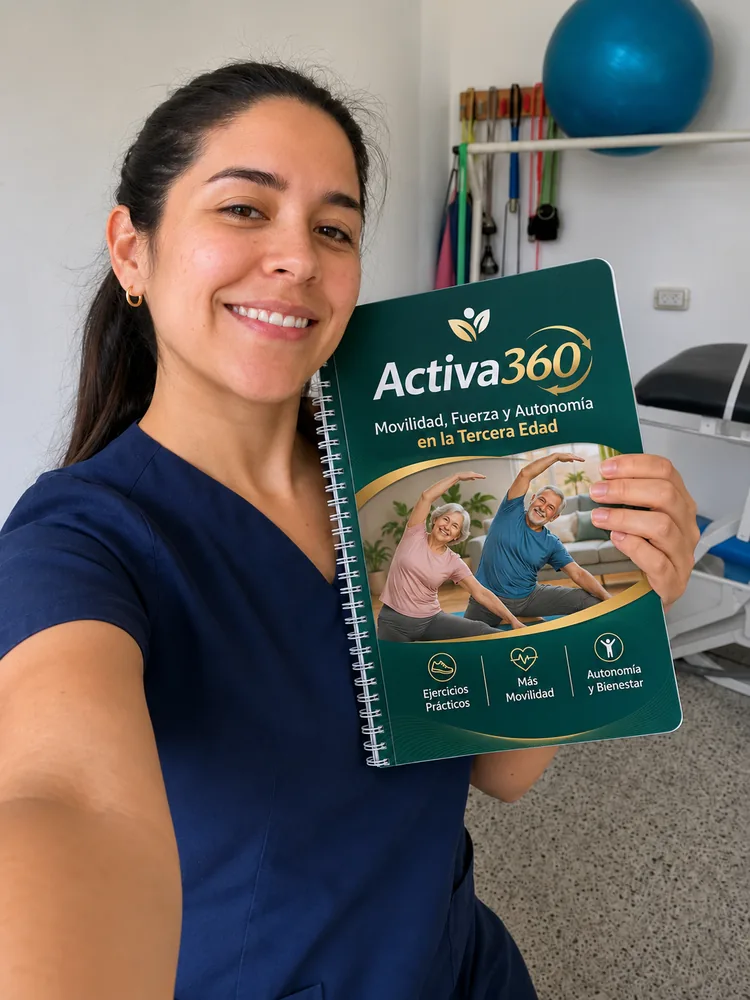 Activa360
Movilidad, Fuerza y Autonomía
en la Tercera Edad
Ejercicios
Prácticos
Más
Movilidad
Autonomía
y Bienestar